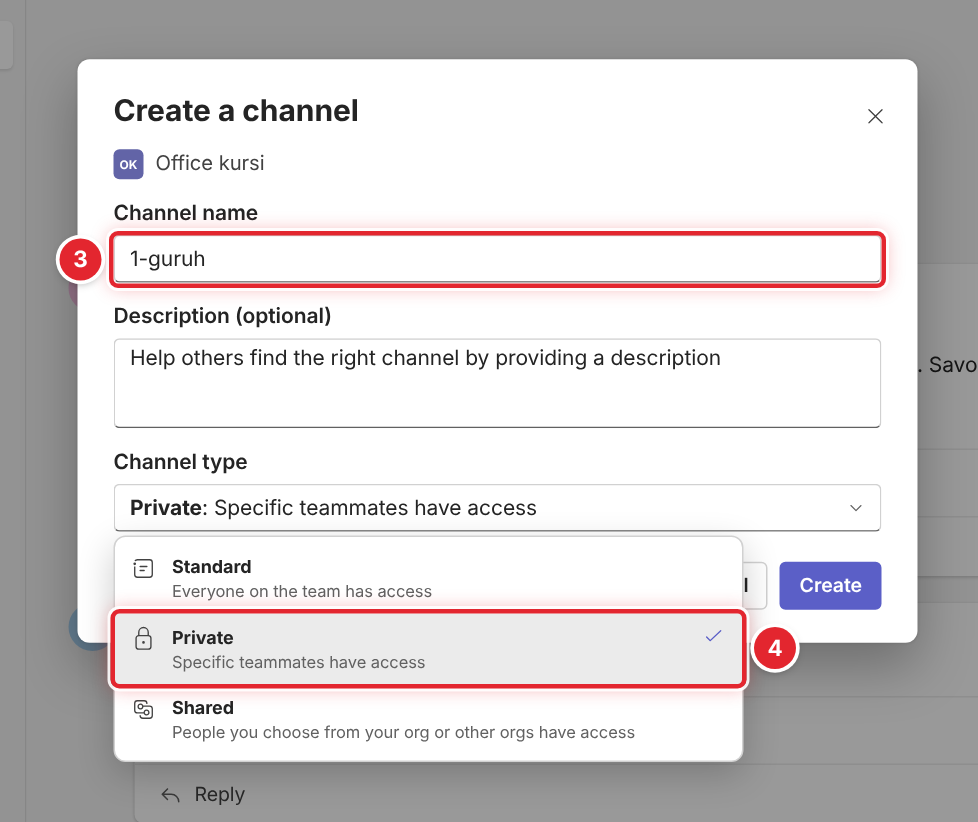 Create a channel
OK Office kursi
Channel name
3
1-guruh
Description (optional)
Help others find the right channel by providing a description
. Savo
Channel type
Private: Specific teammates have access
Standard
Everyone on the team has access
Create
Private
Specific teammates have access
4
Shared
People you choose from your org or other orgs have access
Reply